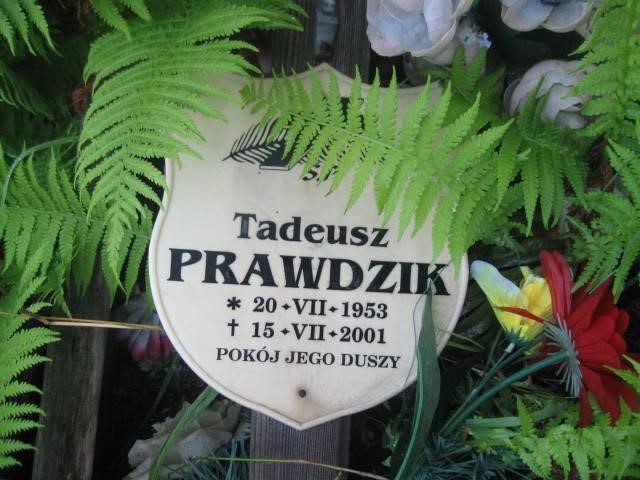 Tadeusz
PRAWDZIK
* 20 ✦ VII ✦ 1953
† 15 ✦ VII ✦ 2001
POKÓJ JEGO DUSZY